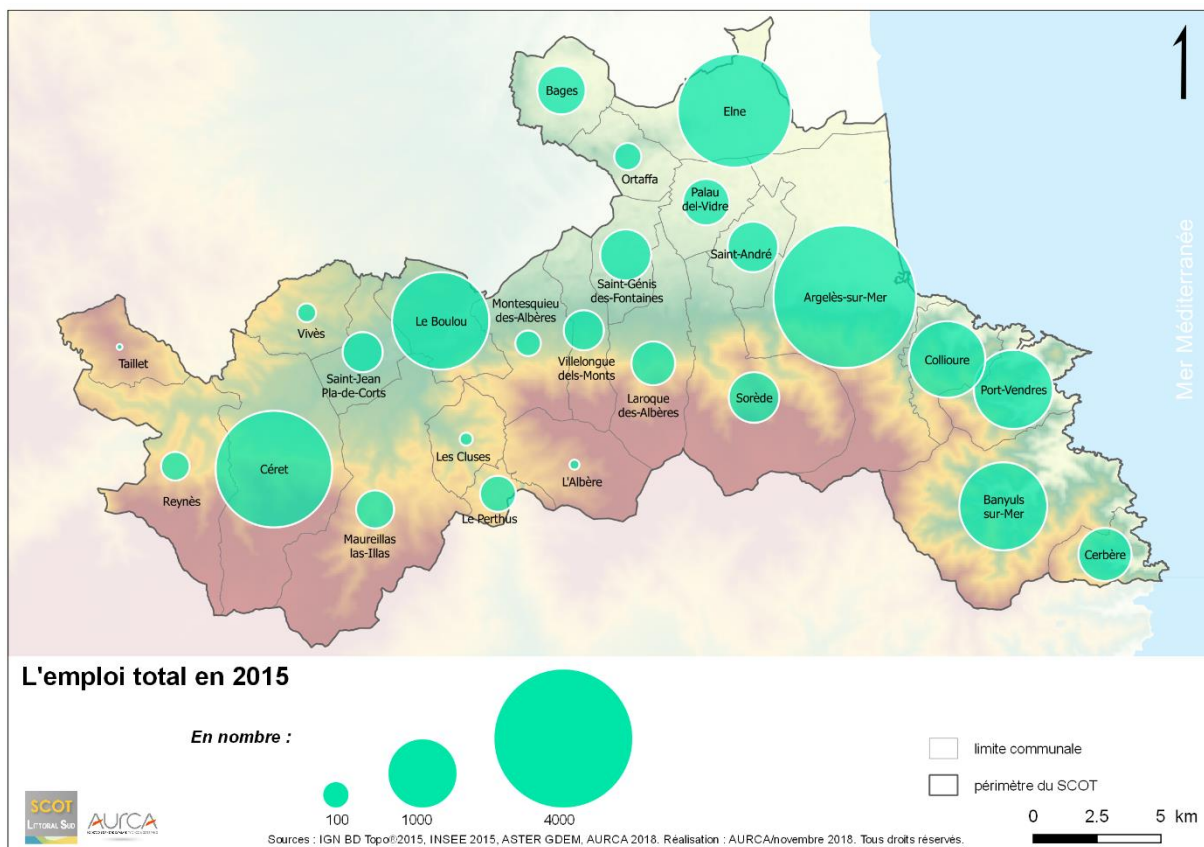 Bages
Elne
Ortaffa
Palau
del-Vidre
Saint-André
Saint-Génis
des-Fontaines
Argelès-sur-Mer
Mer Méditerranée
Montesquieu
des-Albères
Vivès
Le Boulou
Taillet
Saint-Jean
Pla-de-Corts
Villelongue
dels-Monts
Laroque
des-Albères
Sorède
Collioure
Port-Vendres
Reynès
Céret
Les Cluses
L'Albère
Le Perthus
Maureillas
las-Illas
Banyuls
sur-Mer
Cerbère
L'emploi total en 2015
En nombre :
100
1000
4000
limite communale
périmètre du SCOT
0 2.5 5 km
SCOT
LITTORAL SUD
AURCA
Sources : IGN BD Topo®2015, INSEE 2015, ASTER GDEM, AURCA 2018. Réalisation : AURCA/novembre 2018. Tous droits réservés.